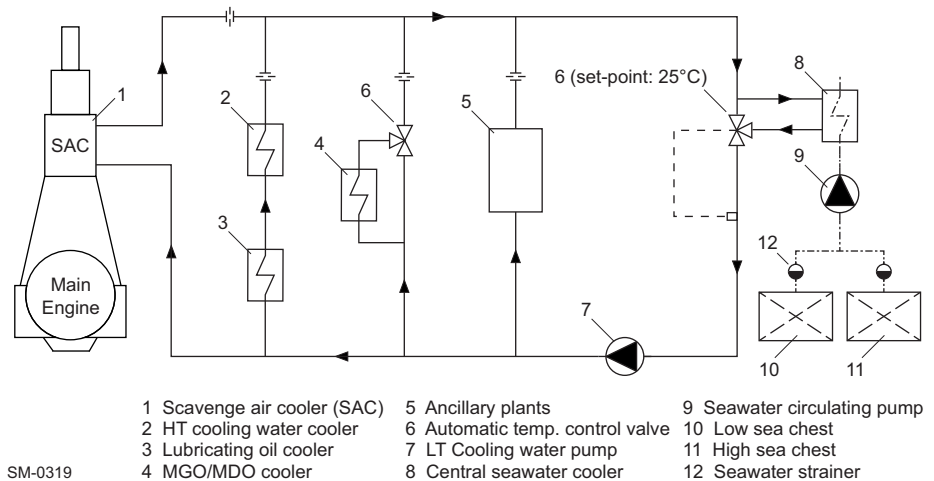 1
SAC
Main
Engine
2
3
4
6
5
6 (set-point: 25°C)
8
9
12
7
10
11
1 Scavenge air cooler (SAC)
2 HT cooling water cooler
3 Lubricating oil cooler
4 MGO/MDO cooler
5 Ancillary plants
6 Automatic temp. control valve
7 LT Cooling water pump
8 Central seawater cooler
9 Seawater circulating pump
10 Low sea chest
11 High sea chest
12 Seawater strainer
SM-0319